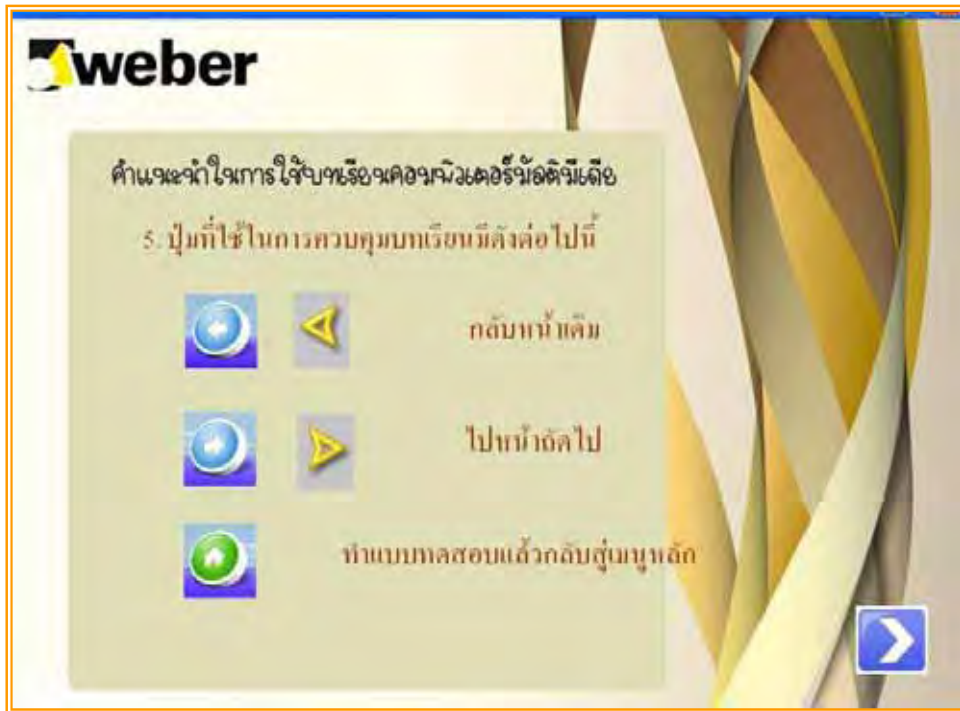 weber
คำแนะนำในการใช้บทเรียนคอมพิวเตอร์มัลติมีเดีย
5. ปุ่มที่ใช้ในการควบคุมบทเรียนมีดังต่อไปนี้
กลับหน้าเดิม
ไปหน้าถัดไป
ทำแบบทดสอบแล้วกลับสู่เมนูหลัก